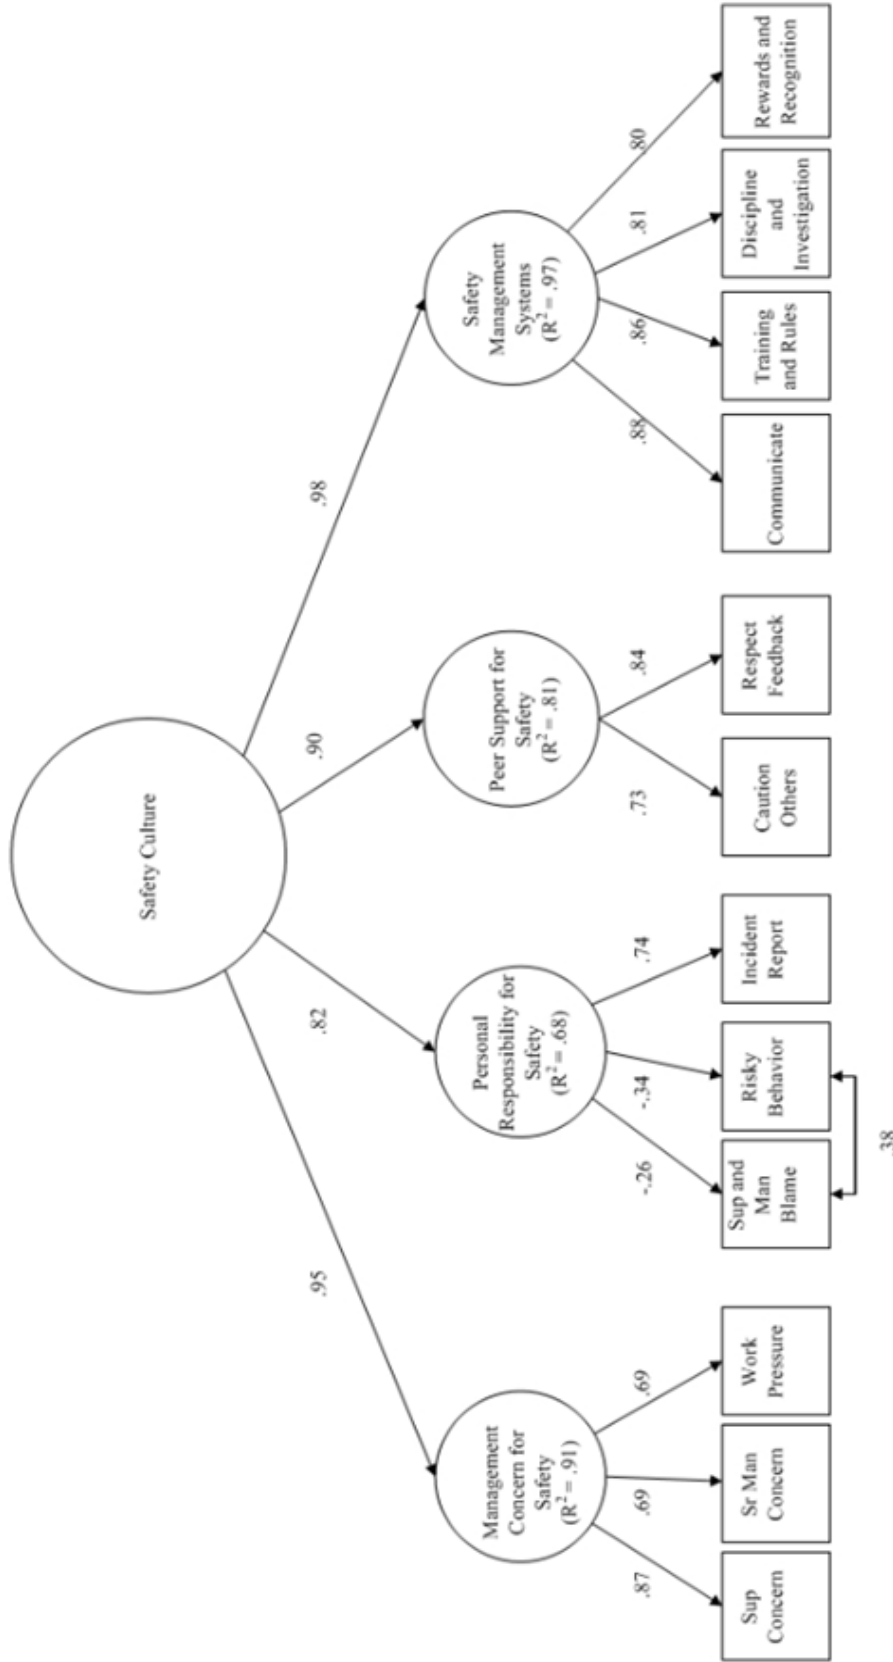 Safety Culture
.95
.82
.90
.98
Management
Concern for
Safety
(R² = .91)
Personal
Responsibility for
Safety
(R² = .68)
Peer Support for
Safety
(R² = .81)
Safety
Management
Systems
(R² = .97)
.87
.69
.69
-.26
-.34
.74
.73
.84
.88
.86
.81
.80
Sup
Concern
Sr Man
Concern
Work
Pressure
Sup and
Man
Blame
Risky
Behavior
Incident
Report
Caution
Others
Respect
Feedback
Communicate
Training
and Rules
Discipline
and
Investigation
Rewards and
Recognition
.38